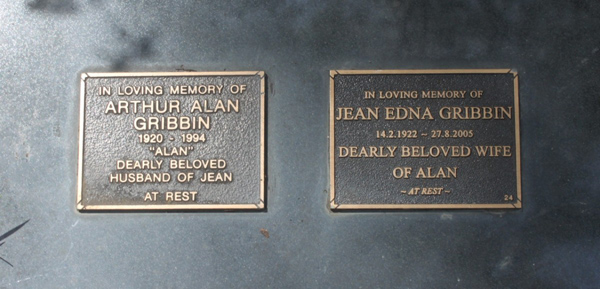 IN LOVING MEMORY OF
ARTHUR ALAN
GRIBBIN
1920 - 1994
"ALAN"
DEARLY BELOVED
HUSBAND OF JEAN
AT REST
IN LOVING MEMORY OF
JEAN EDNA GRIBBIN
14.2.1922 ~ 27.8.2005
DEARLY BELOVED WIFE
OF ALAN
~ AT REST ~
24